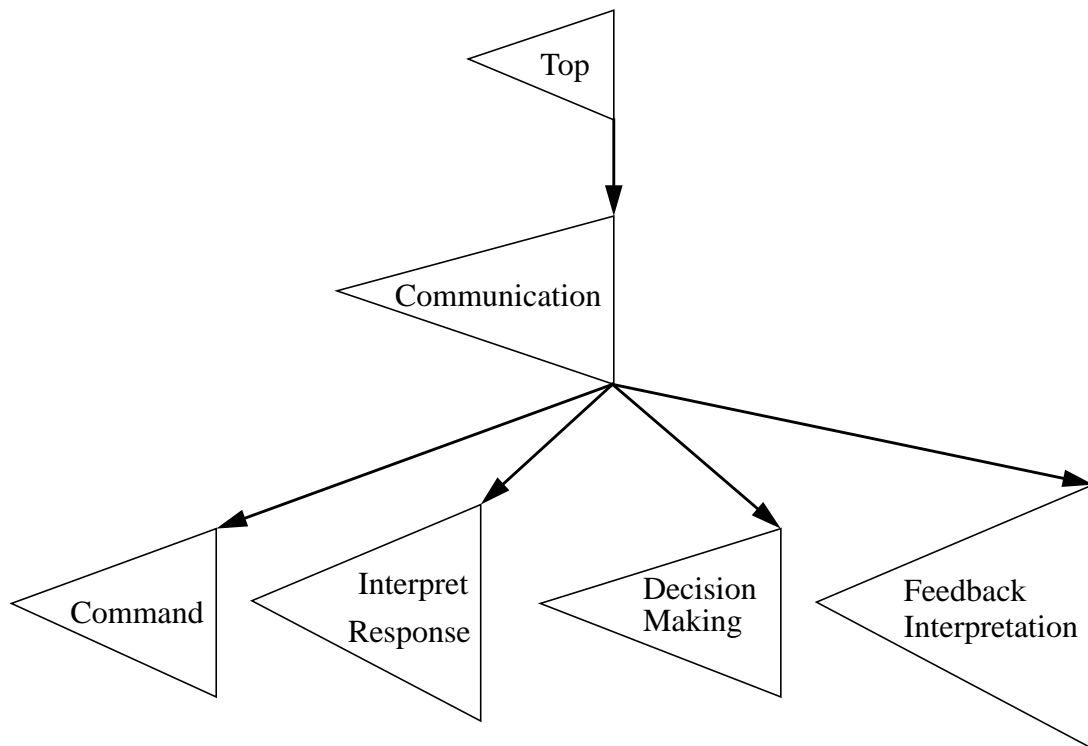 Top
Communication
Command
Interpret
Response
Decision
Making
Feedback
Interpretation